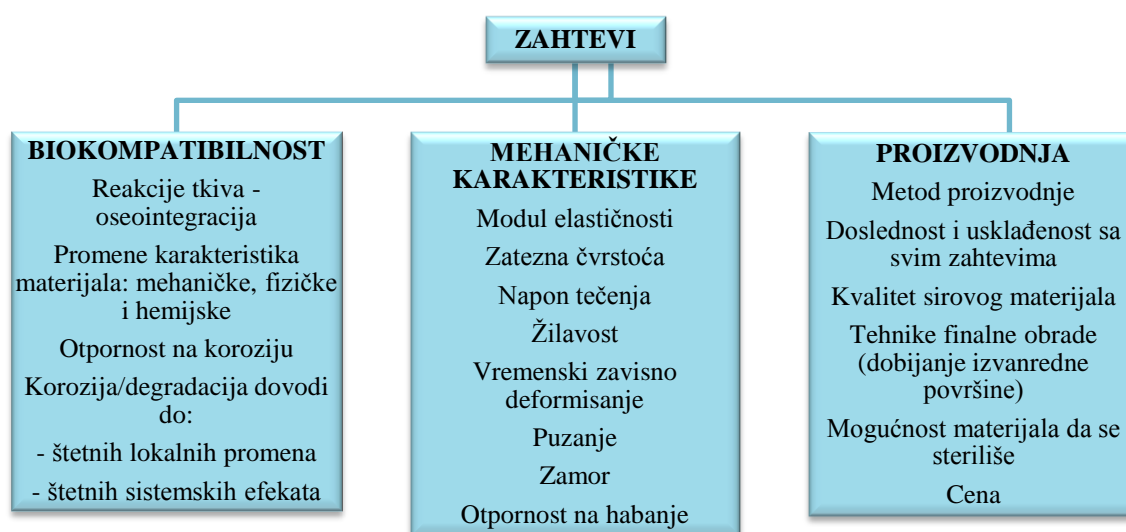 ZAHTEVI
BIOKOMPATIBILNOST
Reakcije tkiva -
oseointegracija
Promene karakteristika
materijala: mehaničke, fizičke
i hemijske
Otpornost na koroziju
Korozija/degradacija dovodi
do:
- štetnih lokalnih promena
- štetnih sistemskih efekata
MEHANIČKE
KARAKTERISTIKE
Modul elastičnosti
Zatezna čvrstoća
Napon tečenja
Žilavost
Vremenski zavisno
deformisanje
Puzanje
Zamor
Otpornost na habanje
PROIZVODNJA
Metod proizvodnje
Doslednost i usklađenost sa
svim zahtevima
Kvalitet sirovog materijala
Tehnike finalne obrade
(dobijanje izvanredne
površine)
Mogućnost materijala da se
steriliše
Cena